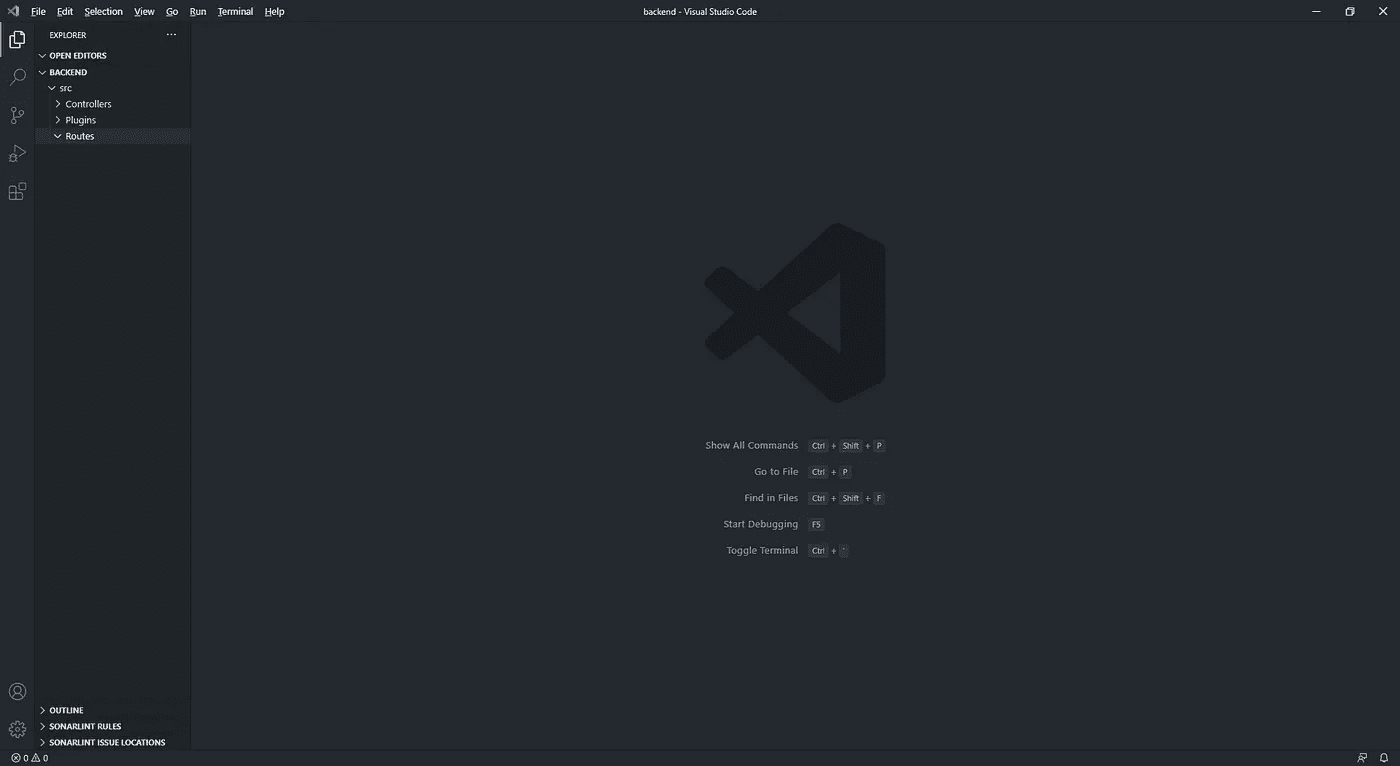 File Edit Selection View Go Run Terminal Help backend - Visual Studio Code
EXPLORER
OPEN EDITORS
BACKEND
src
Controllers
Plugins
Routes
Show All Commands Ctrl + Shift + P
Go to File Ctrl + P
Find in Files Ctrl + Shift + F
Start Debugging F5
Toggle Terminal Ctrl + `
OUTLINE
SONARLINT RULES
SONARLINT ISSUE LOCATIONS
0 0